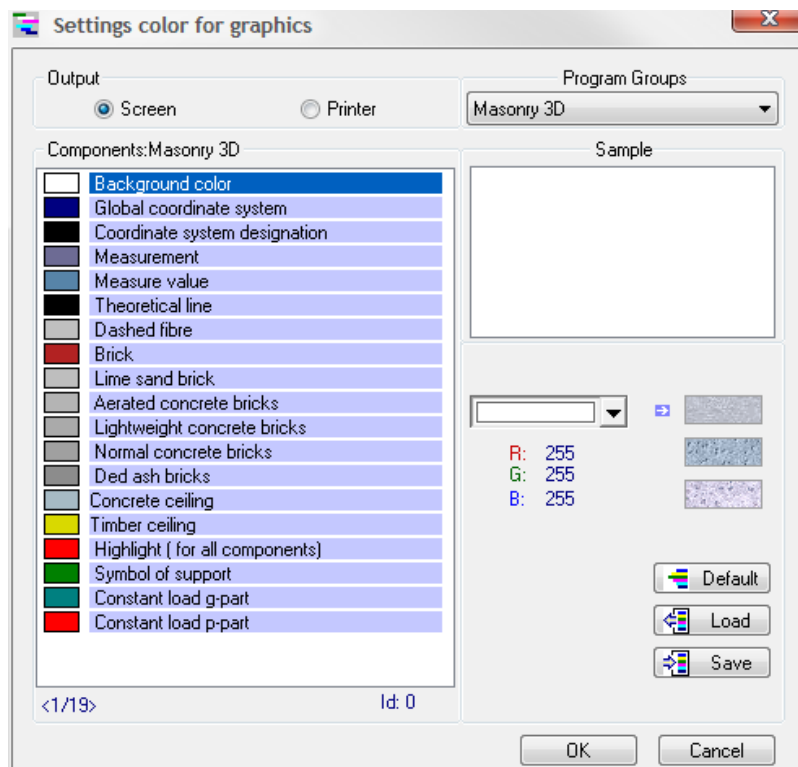 Settings color for graphics
Output
Screen
Printer
Program Groups
Masonry 3D
Components:Masonry 3D
Background color
Global coordinate system
Coordinate system designation
Measurement
Measure value
Theoretical line
Dashed fibre
Brick
Lime sand brick
Aerated concrete bricks
Lightweight concrete bricks
Normal concrete bricks
Ded ash bricks
Concrete ceiling
Timber ceiling
Highlight ( for all components)
Symbol of support
Constant load g-part
Constant load p-part
<1/19>
Id: 0
Sample
R: 255
G: 255
B: 255
Default
Load
Save
OK
Cancel